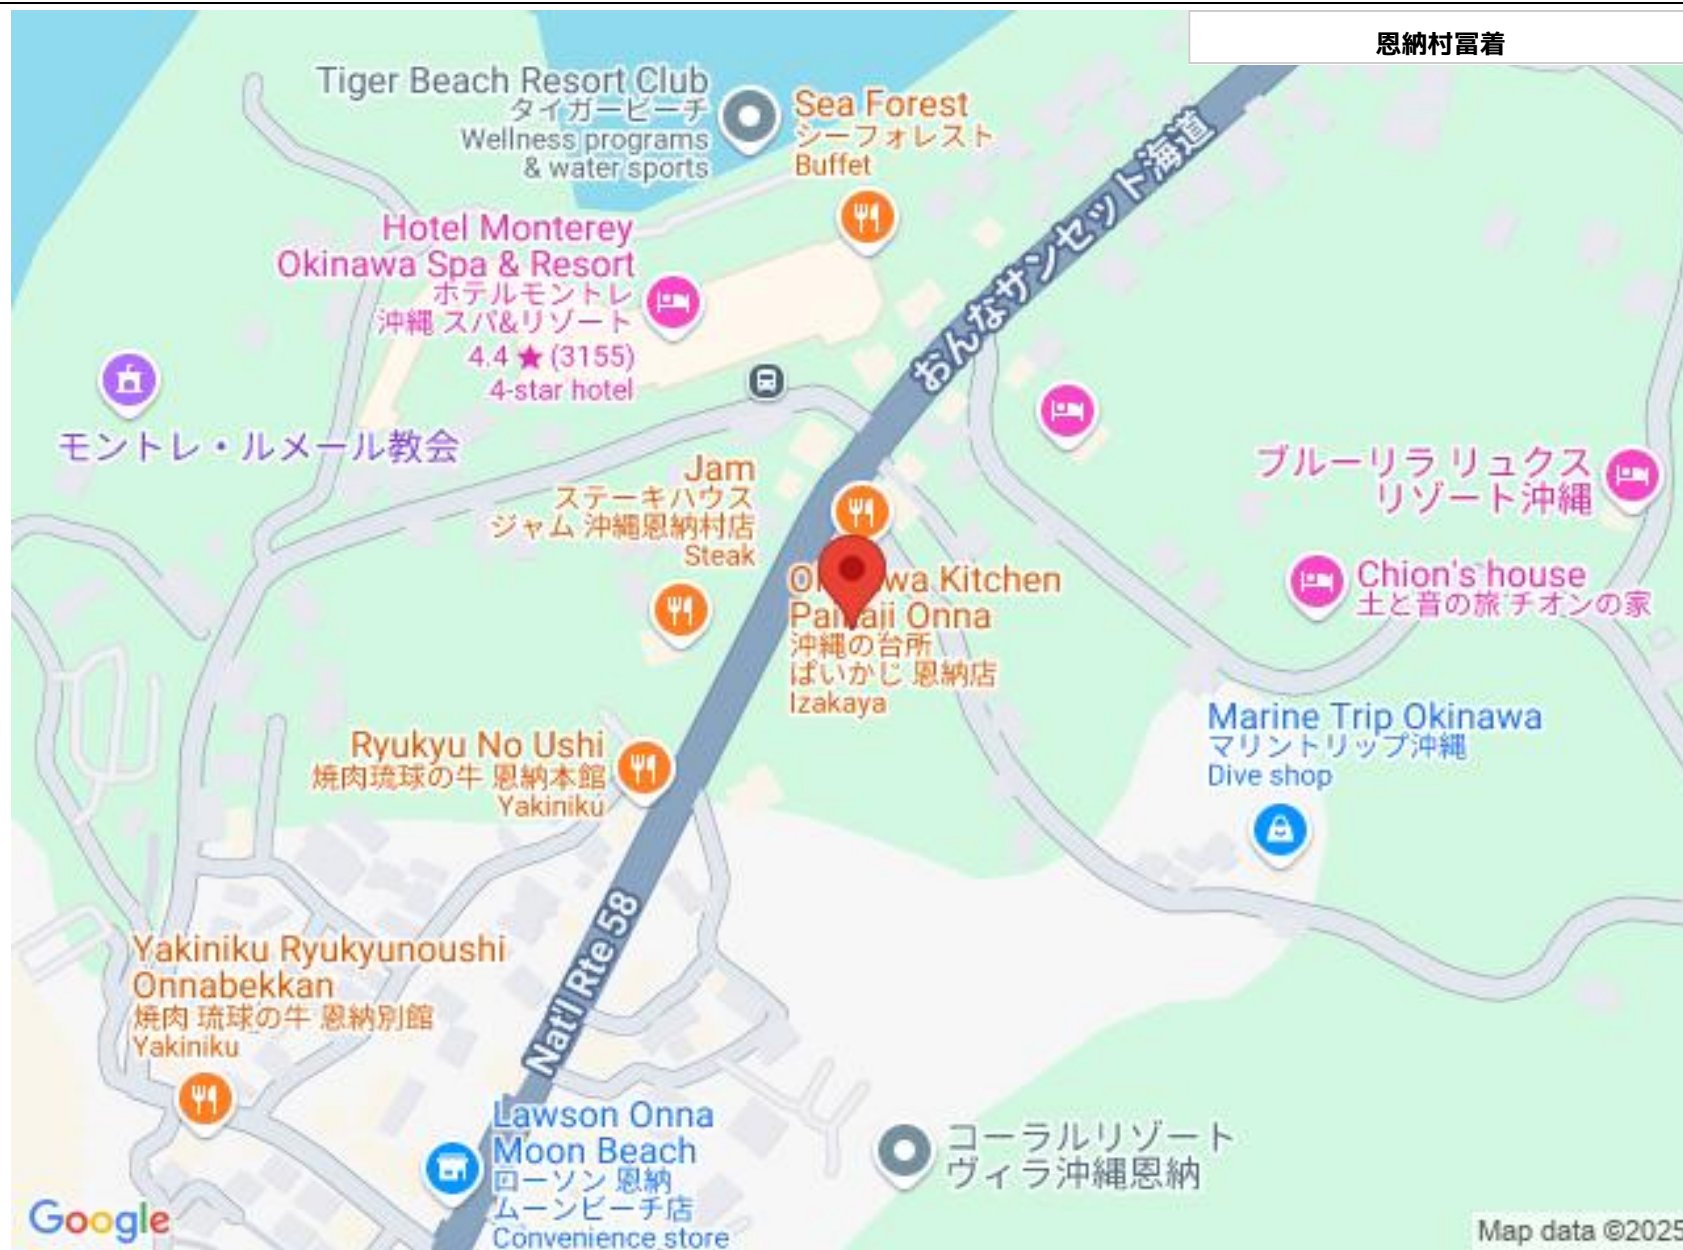 恩納村冨着
Tiger Beach Resort Club
タイガービーチ
Wellness programs
& water sports
Sea Forest
シーフォレスト
Buffet
おんなサンセット海道
Hotel Monterey
Okinawa Spa & Resort
ホテルモントレ
沖縄 スパ&リゾート
4.4 ★ (3155)
4-star hotel
モントレ・ルメール教会
Jam
ステーキハウス
ジャム 沖縄恩納村店
Steak
ブルーリラ リュクス
リゾート沖縄
Kitchen
Onna
沖縄の台所
ぱいかじ 恩納店
Izakaya
Chion's house
土と音の旅 チオンの家
Marine Trip Okinawa
マリントリップ沖縄
Dive shop
Ryukyu No Ushi
焼肉琉球の牛 恩納本館
Yakiniku
Nat'l Rte 58
Yakiniku Ryukyunoushi
Onnabekkan
焼肉 琉球の牛 恩納別館
Yakiniku
Lawson Onna
Moon Beach
ローソン 恩納
ムーンビーチ店
Convenience store
コーラルリゾート
ヴィラ沖縄恩納
Google
Map data ©2025